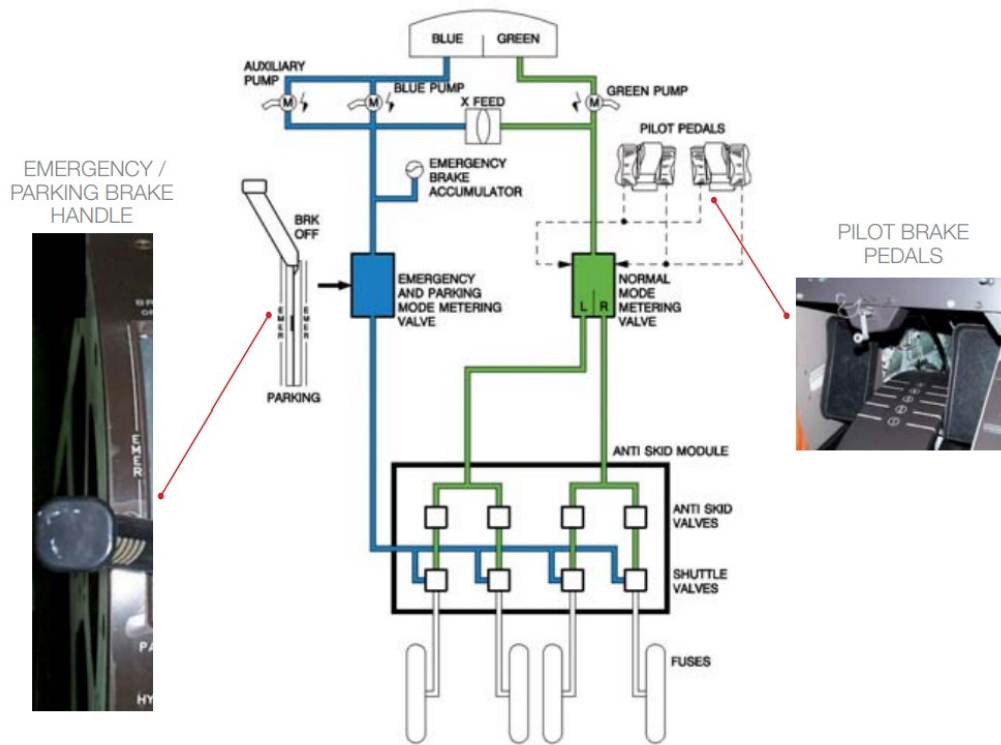 BLUE
GREEN
AUXILIARY
PUMP
BLUE PUMP
X FEED
GREEN PUMP
M
M
M
PILOT PEDALS
EMERGENCY
BRAKE
ACCUMULATOR
EMERGENCY /
PARKING BRAKE
HANDLE
BRK
OFF
EMERGENCY
AND PARKING
MODE METERING
VALVE
NORMAL
MODE
METERING
VALVE
L R
EMER
EMER
PARKING
PILOT BRAKE
PEDALS
EMER
PA
HY
ANTI SKID MODULE
ANTI SKID
VALVES
SHUTTLE
VALVES
FUSES